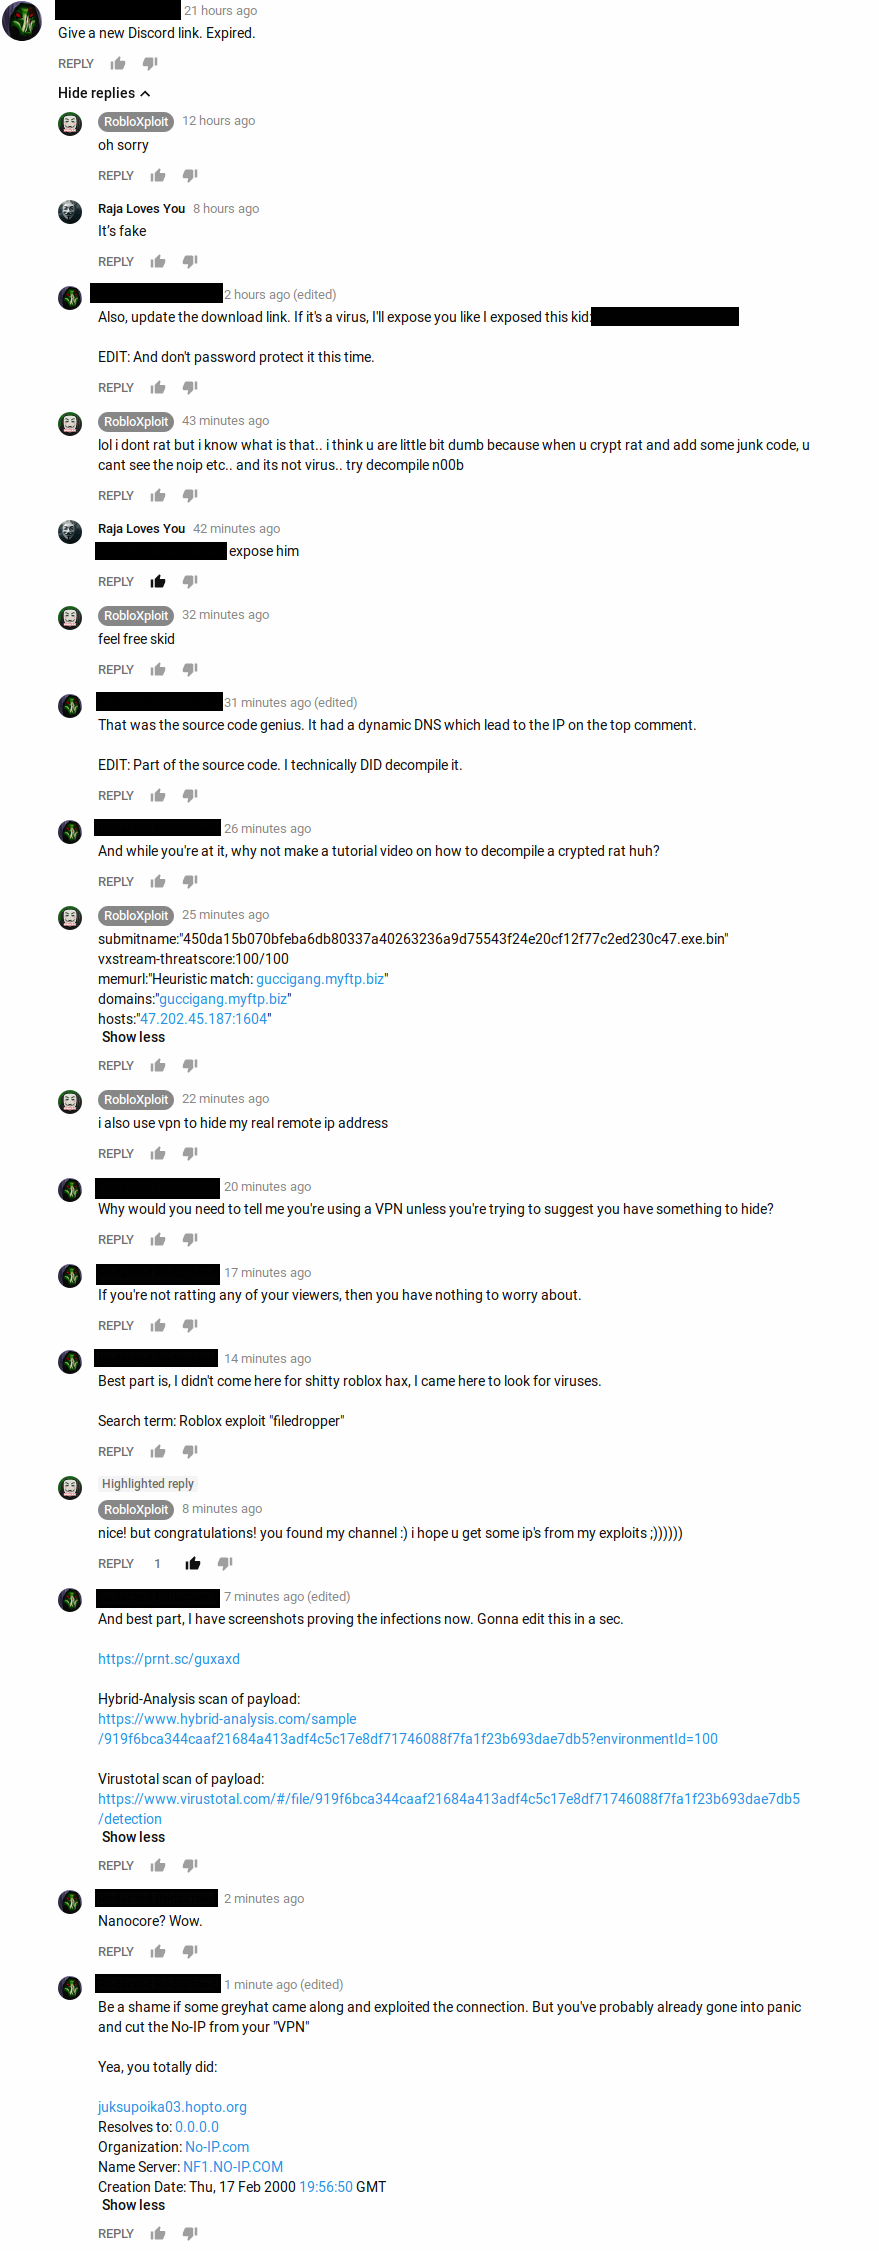 21 hours ago
Give a new Discord link. Expired.
REPLY
Hide replies
RobloXploit 12 hours ago
oh sorry
REPLY
Raja Loves You 8 hours ago
It's fake
REPLY
2 hours ago (edited)
Also, update the download link. If it's a virus, I'll expose you like I exposed this kid:
EDIT: And don't password protect it this time.
REPLY
RobloXploit 43 minutes ago
lol i dont rat but i know what is that.. i think u are little bit dumb because when u crypt rat and add some junk code, u
cant see the noip etc.. and its not virus.. try decompile n00b
REPLY
Raja Loves You 42 minutes ago
expose him
REPLY
RobloXploit 32 minutes ago
feel free skid
REPLY
31 minutes ago (edited)
That was the source code genius. It had a dynamic DNS which lead to the IP on the top comment.
EDIT: Part of the source code. I technically DID decompile it.
REPLY
26 minutes ago
And while you're at it, why not make a tutorial video on how to decompile a crypted rat huh?
REPLY
RobloXploit 25 minutes ago
submitname:"450da15b070bfeba6db80337a40263236a9d75543f24e20cf12f77c2ed230c47.exe.bin"
vxstream-threatscore:100/100
memurl:"Heuristic match: guccigang.myftp.biz"
domains:"guccigang.myftp.biz"
hosts:"47.202.45.187:1604"
Show less
REPLY
RobloXploit 22 minutes ago
i also use vpn to hide my real remote ip address
REPLY
20 minutes ago
Why would you need to tell me you're using a VPN unless you're trying to suggest you have something to hide?
REPLY
17 minutes ago
If you're not ratting any of your viewers, then you have nothing to worry about.
REPLY
14 minutes ago
Best part is, I didn't come here for shitty roblox hax, I came here to look for viruses.
Search term: Roblox exploit "filedropper"
REPLY
Highlighted reply
RobloXploit 8 minutes ago
nice! but congratulations! you found my channel :) i hope u get some ip's from my exploits ;))))))
REPLY 1
7 minutes ago (edited)
And best part, I have screenshots proving the infections now. Gonna edit this in a sec.
https://prnt.sc/guxaxd
Hybrid-Analysis scan of payload:
https://www.hybrid-analysis.com/sample
/919f6bca344caaf21684a413adf4c5c17e8df71746088f7fa1f23b693dae7db5?environmentId=100
Virustotal scan of payload:
https://www.virustotal.com/#/file/919f6bca344caaf21684a413adf4c5c17e8df71746088f7fa1f23b693dae7db5
/detection
Show less
REPLY
2 minutes ago
Nanocore? Wow.
REPLY
1 minute ago (edited)
Be a shame if some greyhat came along and exploited the connection. But you've probably already gone into panic
and cut the No-IP from your "VPN"
Yea, you totally did:
juksupoika03.hopto.org
Resolves to: 0.0.0.0
Organization: No-IP.com
Name Server: NF1.NO-IP.COM
Creation Date: Thu, 17 Feb 2000 19:56:50 GMT
Show less
REPLY